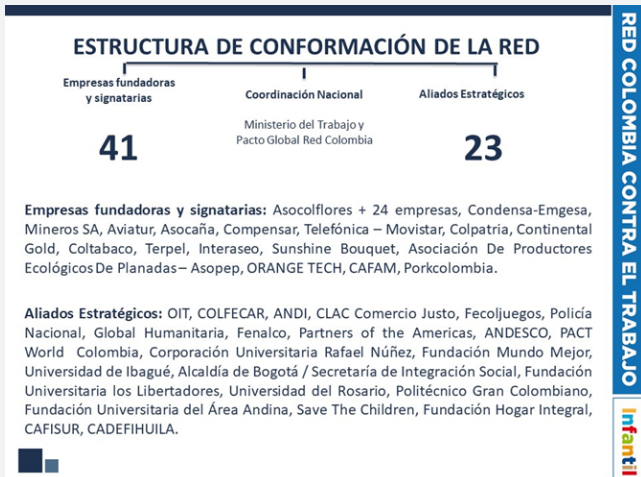 ESTRUCTURA DE CONFORMACIÓN DE LA RED
Empresas fundadoras
y signatarias
41
Coordinación Nacional
Ministerio del Trabajo y
Pacto Global Red Colombia
Aliados Estratégicos
23
Empresas fundadoras y signatarias: Asocolflores + 24 empresas, Condensa-Emgesa,
Mineros SA, Aviatur, Asocaña, Compensar, Telefónica – Movistar, Colpatria, Continental
Gold, Coltabaco, Terpel, Interaseo, Sunshine Bouquet, Asociación De Productores
Ecológicos De Planadas – Asopep, ORANGE TECH, CAFAM, Porkcolombia.
Aliados Estratégicos: OIT, COLFECAR, ANDI, CLAC Comercio Justo, Fecoljuegos, Policía
Nacional, Global Humanitaria, Fenalco, Partners of the Americas, ANDESCO, PACT
World Colombia, Corporación Universitaria Rafael Núñez, Fundación Mundo Mejor,
Universidad de Ibagué, Alcaldía de Bogotá / Secretaría de Integración Social, Fundación
Universitaria los Libertadores, Universidad del Rosario, Politécnico Gran Colombiano,
Fundación Universitaria del Área Andina, Save The Children, Fundación Hogar Integral,
CAFISUR, CADEFIHUILA.
RED COLOMBIA CONTRA EL TRABAJO
Infantil